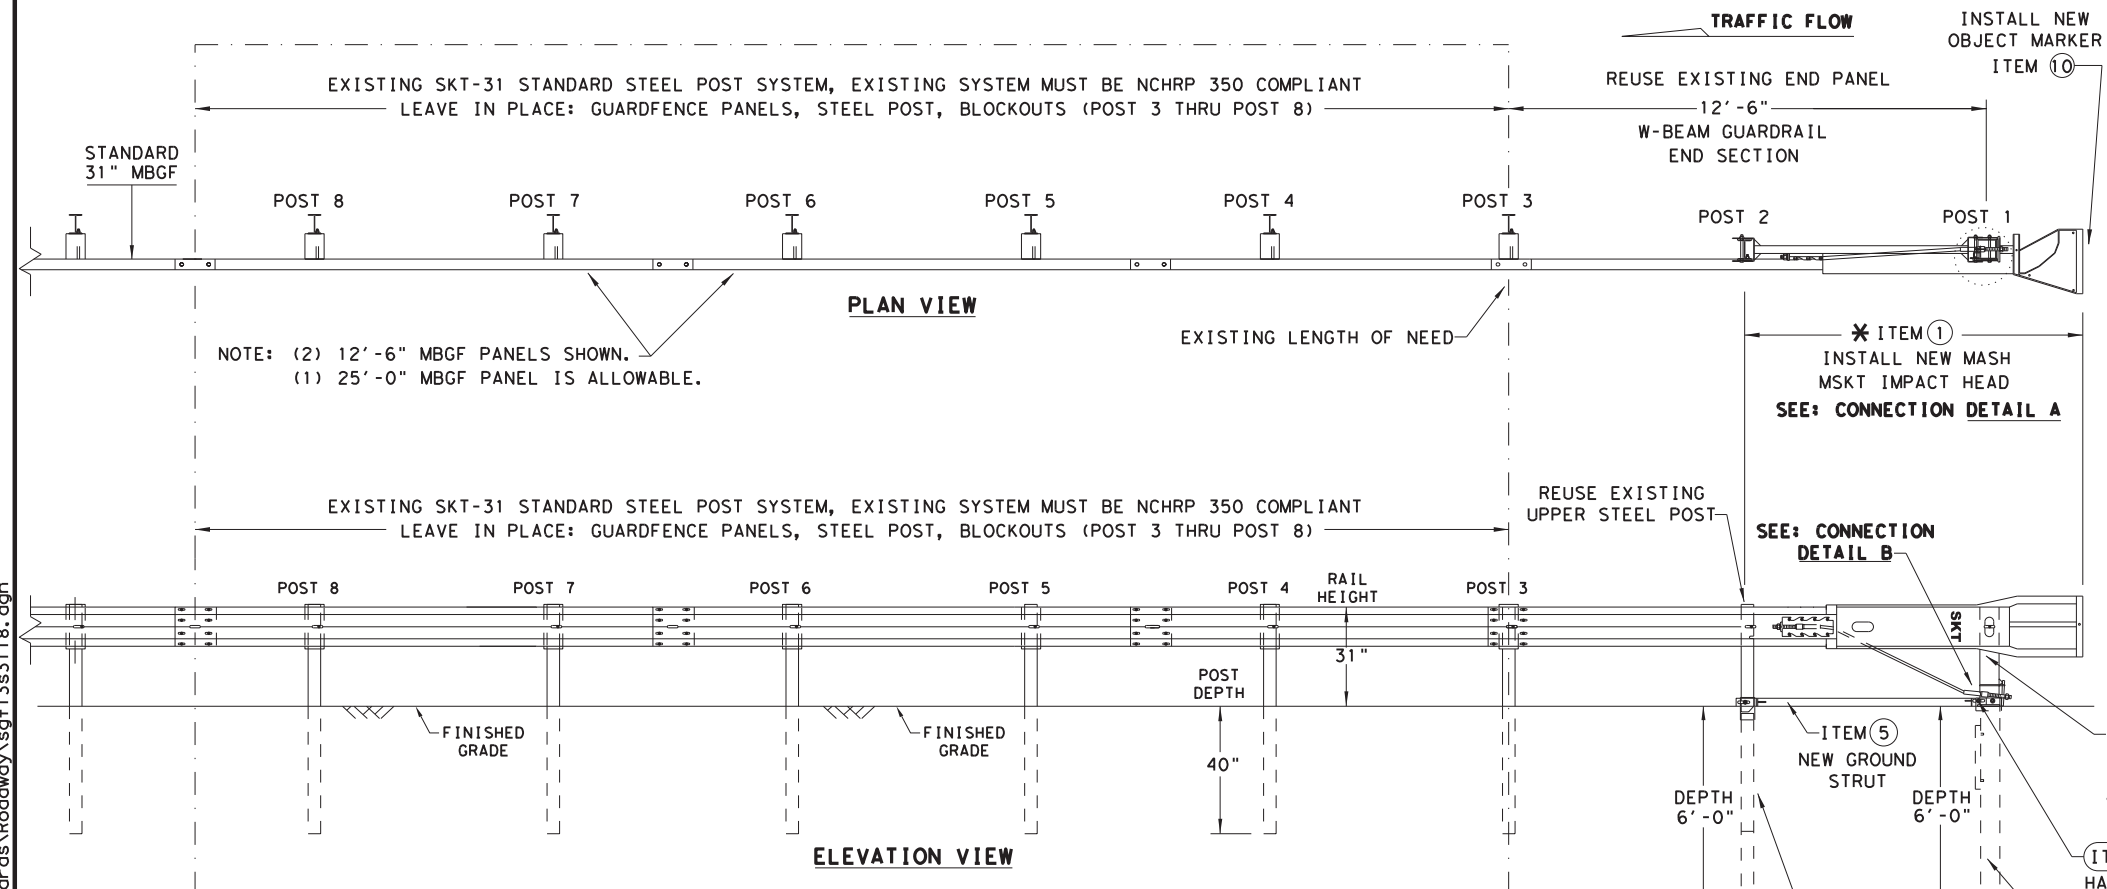 TRAFFIC FLOW
INSTALL NEW
OBJECT MARKER
ITEM 10
EXISTING SKT-31 STANDARD STEEL POST SYSTEM, EXISTING SYSTEM MUST BE NCHRP 350 COMPLIANT
LEAVE IN PLACE: GUARDFENCE PANELS, STEEL POST, BLOCKOUTS (POST 3 THRU POST 8)
REUSE EXISTING END PANEL
12'-6"
W-BEAM GUARDRAIL
END SECTION
STANDARD
31" MBGF
POST 8
POST 7
POST 6
POST 5
POST 4
POST 3
POST 2
POST 1
PLAN VIEW
EXISTING LENGTH OF NEED
NOTE: (2) 12'-6" MBGF PANELS SHOWN.
(1) 25'-0" MBGF PANEL IS ALLOWABLE.
* ITEM 1
INSTALL NEW MASH
MSKT IMPACT HEAD
SEE: CONNECTION DETAIL A
EXISTING SKT-31 STANDARD STEEL POST SYSTEM, EXISTING SYSTEM MUST BE NCHRP 350 COMPLIANT
LEAVE IN PLACE: GUARDFENCE PANELS, STEEL POST, BLOCKOUTS (POST 3 THRU POST 8)
REUSE EXISTING
UPPER STEEL POST
SEE: CONNECTION
DETAIL B
POST 8
POST 7
POST 6
POST 5
POST 4
RAIL
HEIGHT
POST 3
SKT
31"
POST
DEPTH
FINISHED
GRADE
FINISHED
GRADE
40"
ITEM 5
NEW GROUND
STRUT
DEPTH
6'-0"
DEPTH
6'-0"
ELEVATION VIEW